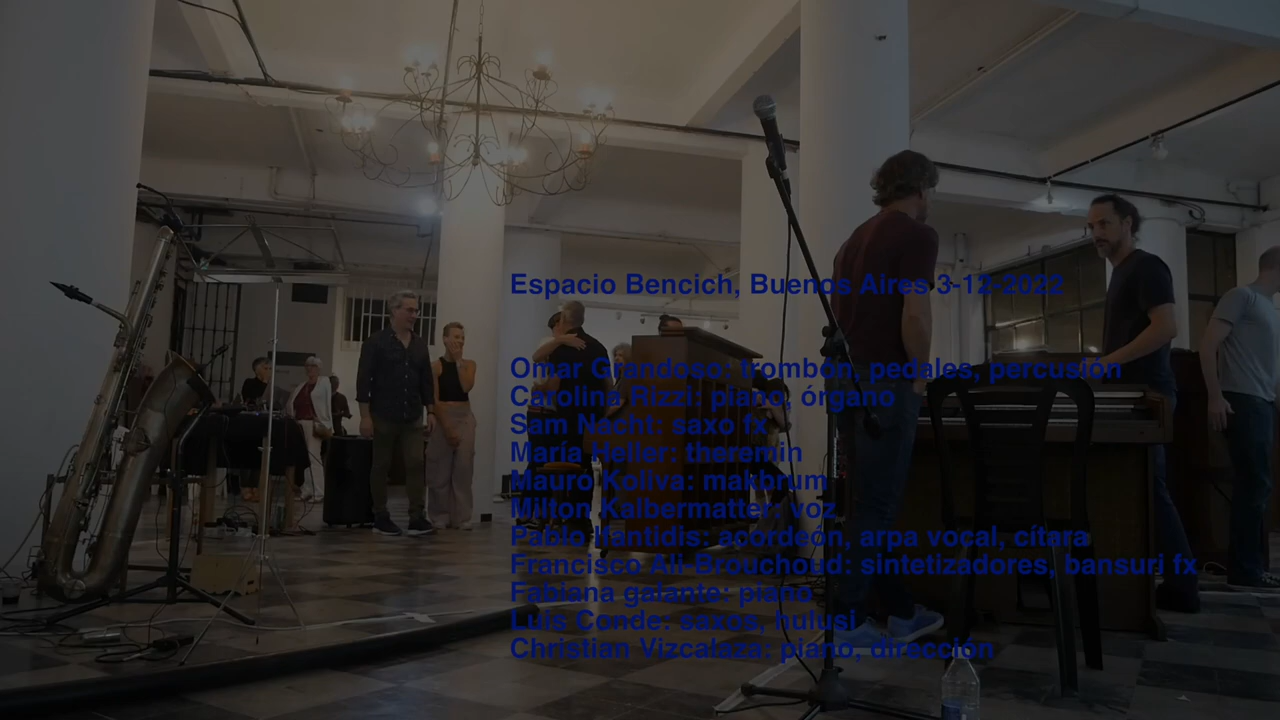 Espacio Bencich, Buenos Aires 3-12-2022
Omar Grandoso: trombón, pedales, percusión
Carolina Rizzi: piano, órgano
Sam Nacht: saxo fx
María Heller: theremin
Mauro Koliva: makbrum
Milton Kalbermatter: voz
Pablo Ifantidis: acordeón, arpa vocal, cítara
Francisco Ali-Brouchoud: sintetizadores, bansuri fx
Fabiana galante: piano
Luis Conde: saxos, hulusi
Christian Vizcalaza: piano, dirección